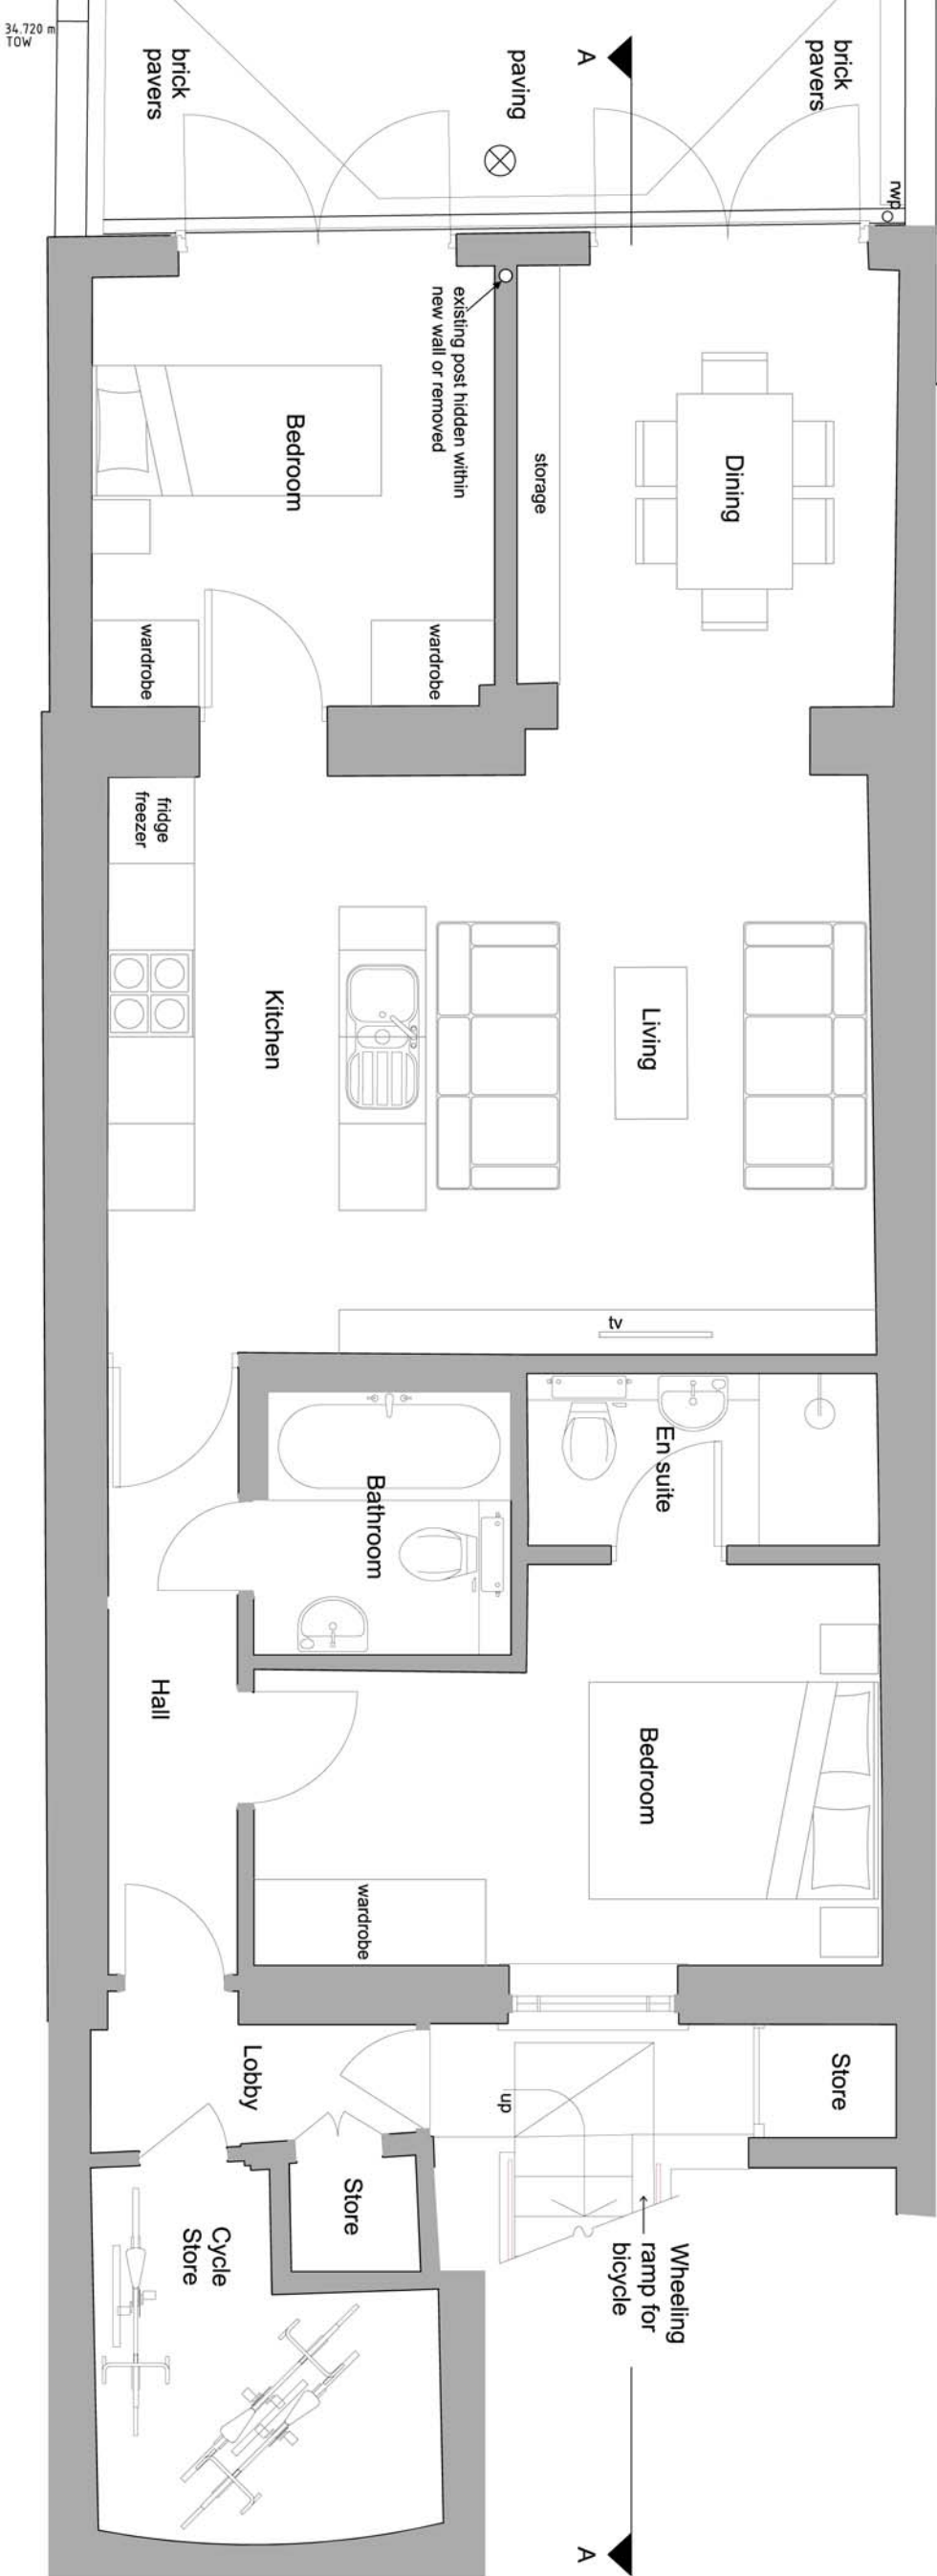 34.720 m
TOW
brick
pavers
paving
A
brick
pavers
rwp
existing post hidden within
new wall or removed
Bedroom
storage
Dining
wardrobe
wardrobe
fridge
freezer
Kitchen
Living
tv
Bathroom
En suite
Hall
Bedroom
wardrobe
Lobby
up
Store
Store
Cycle
Store
Wheeling
ramp for
bicycle
A